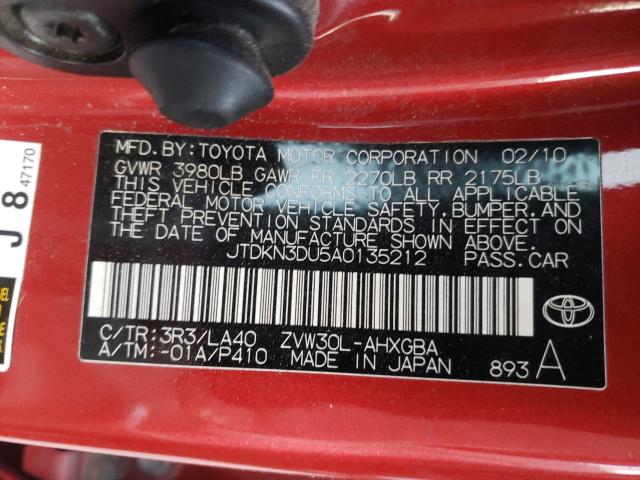 MFD. BY: TOYOTA MOTOR CORPORATION 02/10
GVWR 3980LB GAWR FR 2270LB RR 2175LB
THIS VEHICLE CONFORMS TO ALL APPLICABLE
FEDERAL MOTOR VEHICLE SAFETY, BUMPER, AND
THEFT PREVENTION STANDARDS IN EFFECT ON
THE DATE OF MANUFACTURE SHOWN ABOVE.
JTDKN3DU5A0135212 PASS. CAR
C/TR: 3R3/LA40 ZVW30L-AHXGBA
A/TM: -01A/P410 MADE IN JAPAN
893 A
J 8 47170